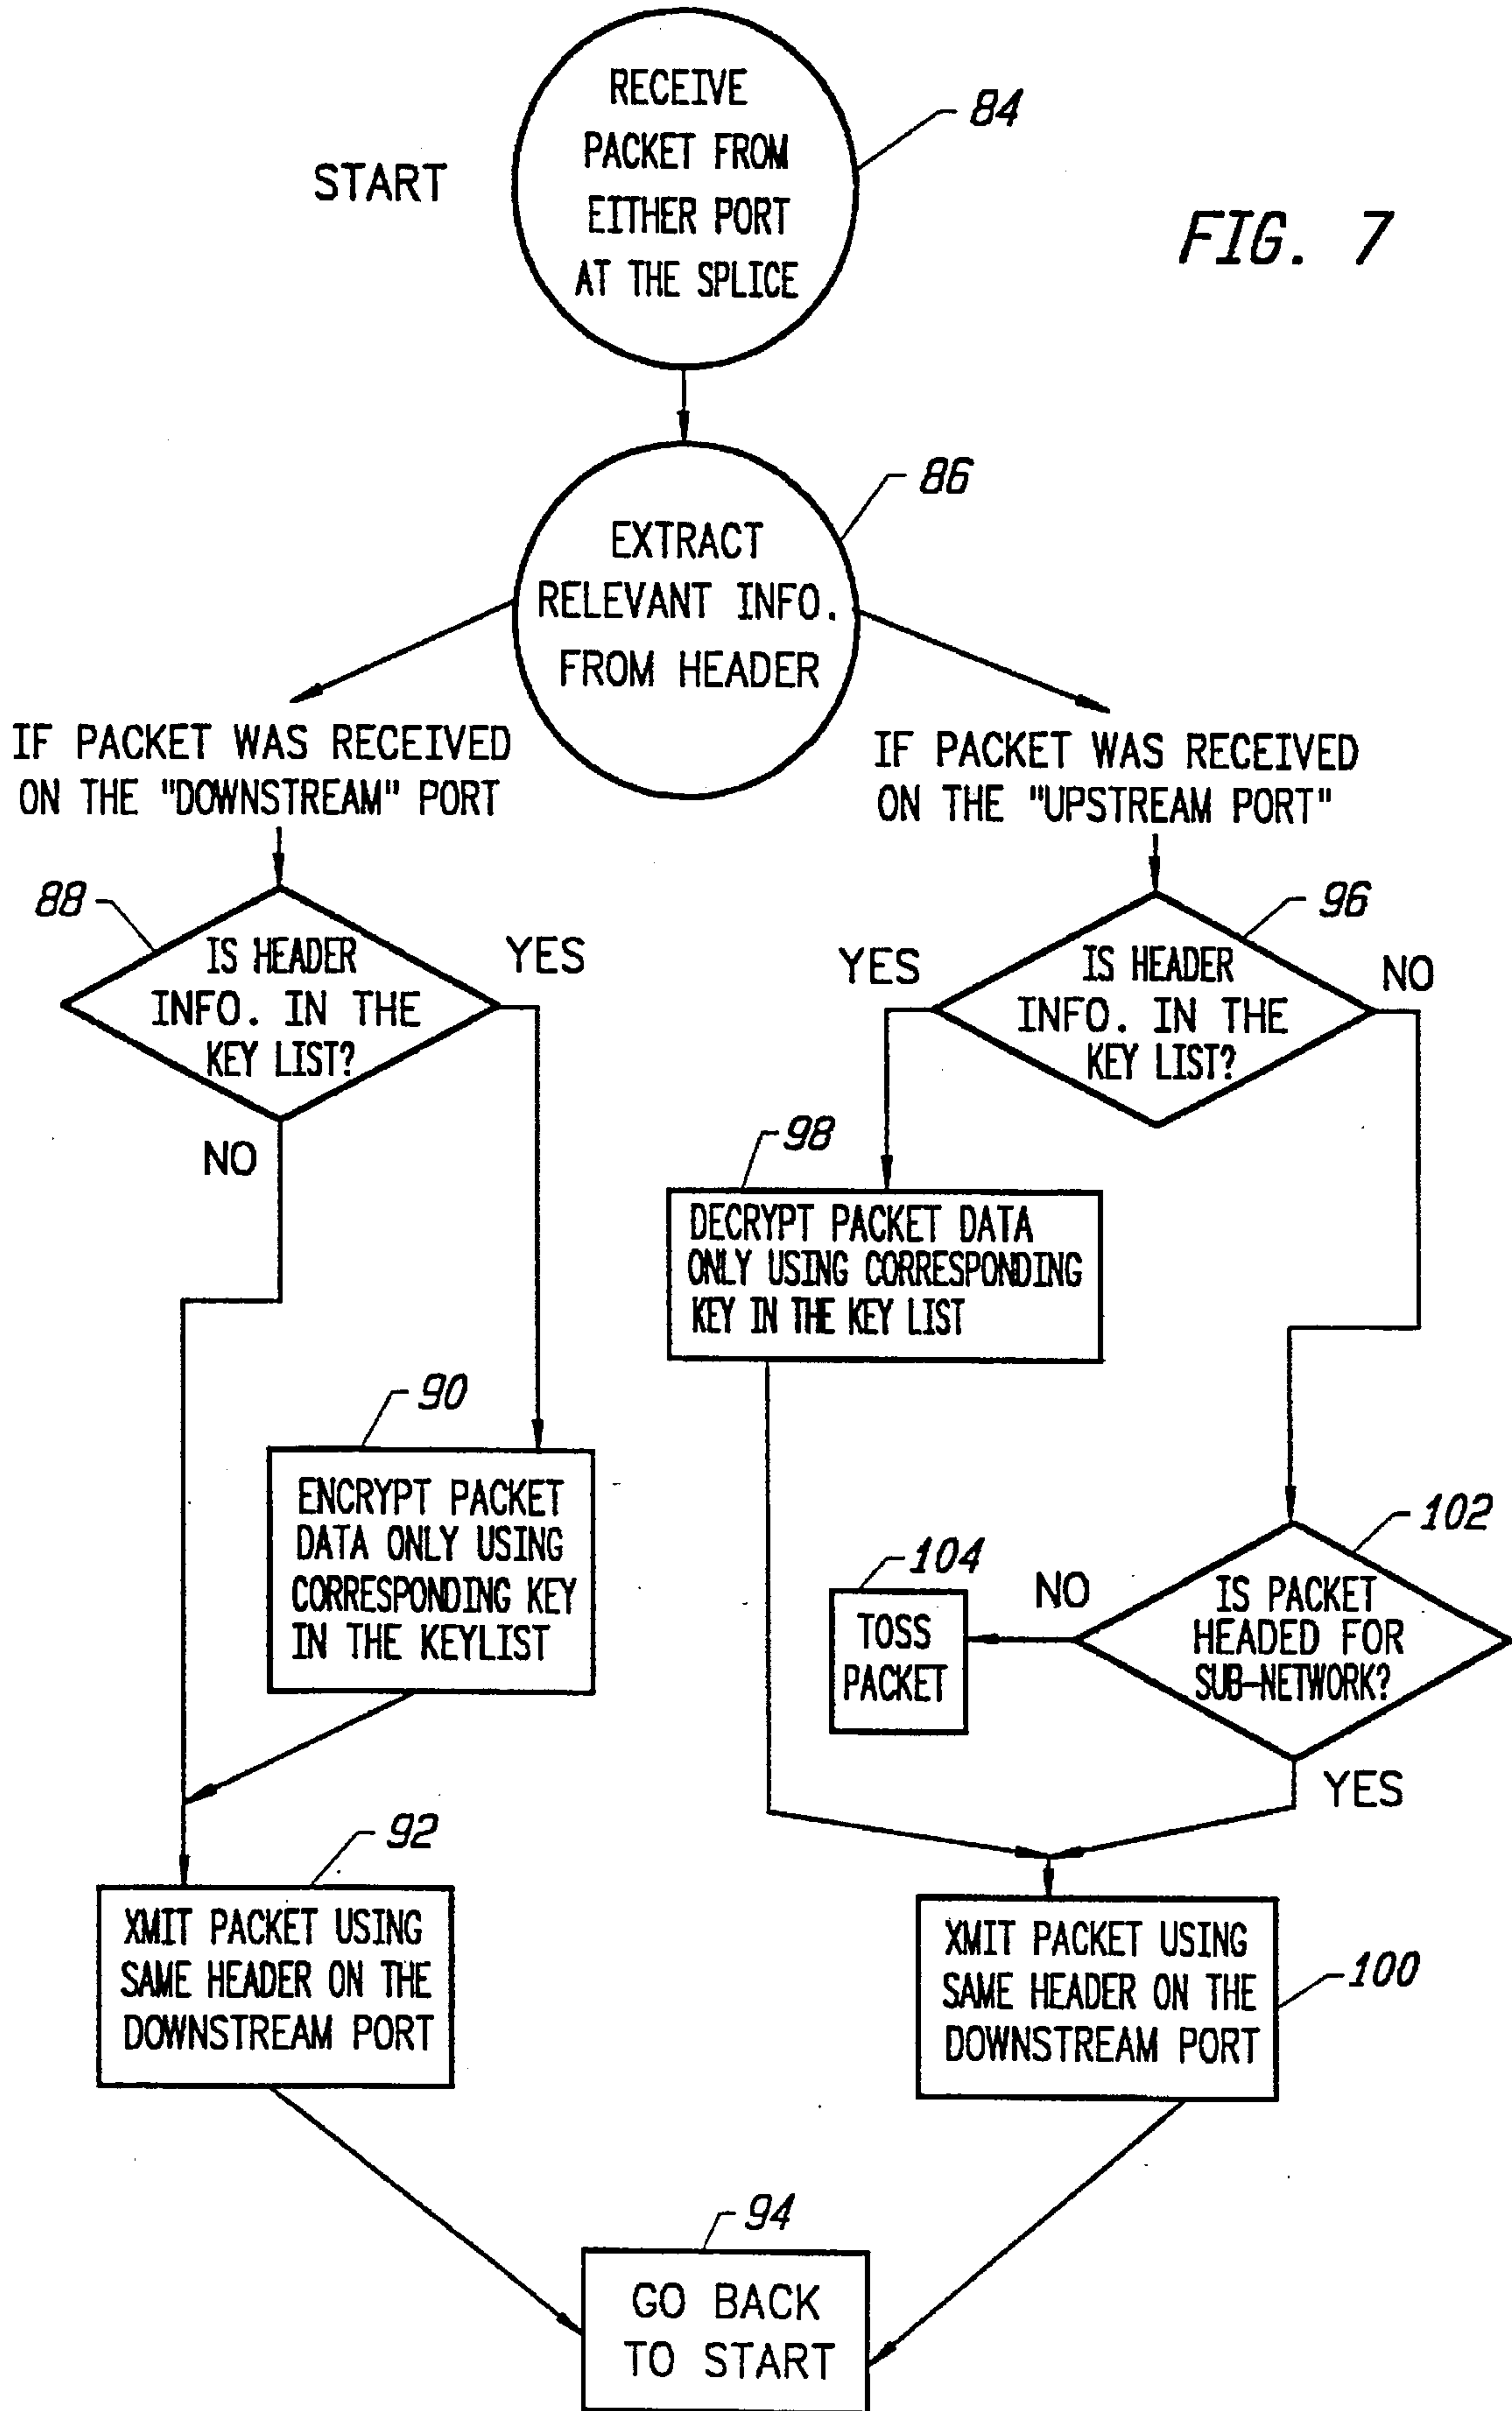 RECEIVE
PACKET FROM
EITHER PORT
AT THE SPLICE
84
START
FIG. 7
86
EXTRACT
RELEVANT INFO.
FROM HEADER
IF PACKET WAS RECEIVED
ON THE "DOWNSTREAM" PORT
IF PACKET WAS RECEIVED
ON THE "UPSTREAM PORT"
88
IS HEADER
INFO. IN THE
KEY LIST?
YES
NO
96
YES
IS HEADER
INFO. IN THE
KEY LIST?
NO
98
DECRYPT PACKET DATA
ONLY USING CORRESPONDING
KEY IN THE KEY LIST
90
ENCRYPT PACKET
DATA ONLY USING
CORRESPONDING KEY
IN THE KEYLIST
102
IS PACKET
HEADED FOR
SUB-NETWORK?
NO
104
TOSS
PACKET
YES
92
XMIT PACKET USING
SAME HEADER ON THE
DOWNSTREAM PORT
XMIT PACKET USING
SAME HEADER ON THE
DOWNSTREAM PORT
100
94
GO BACK
TO START